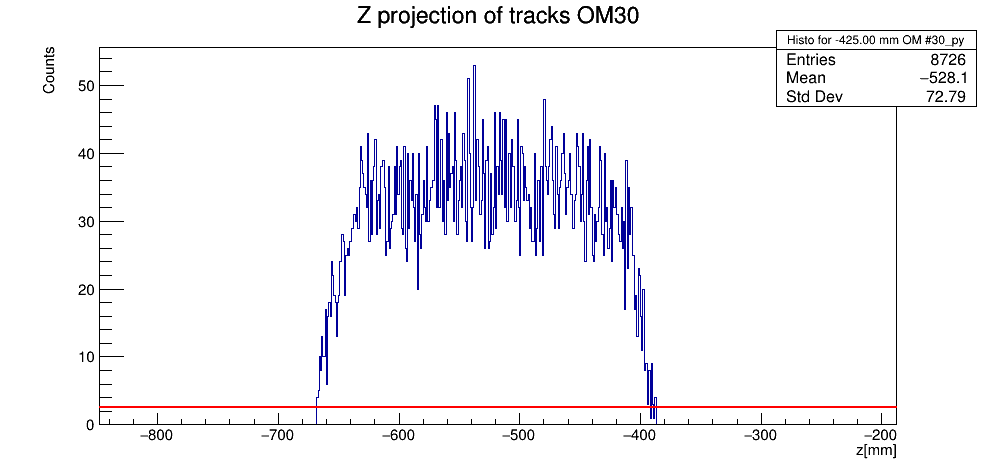 Z projection of tracks OM30
Histo for -425.00 mm OM #30_py
Entries 8726
Mean −528.1
Std Dev 72.79
Counts
50
40
30
20
10
0
−800 −700 −600 −500 −400 −300 −200
z[mm]